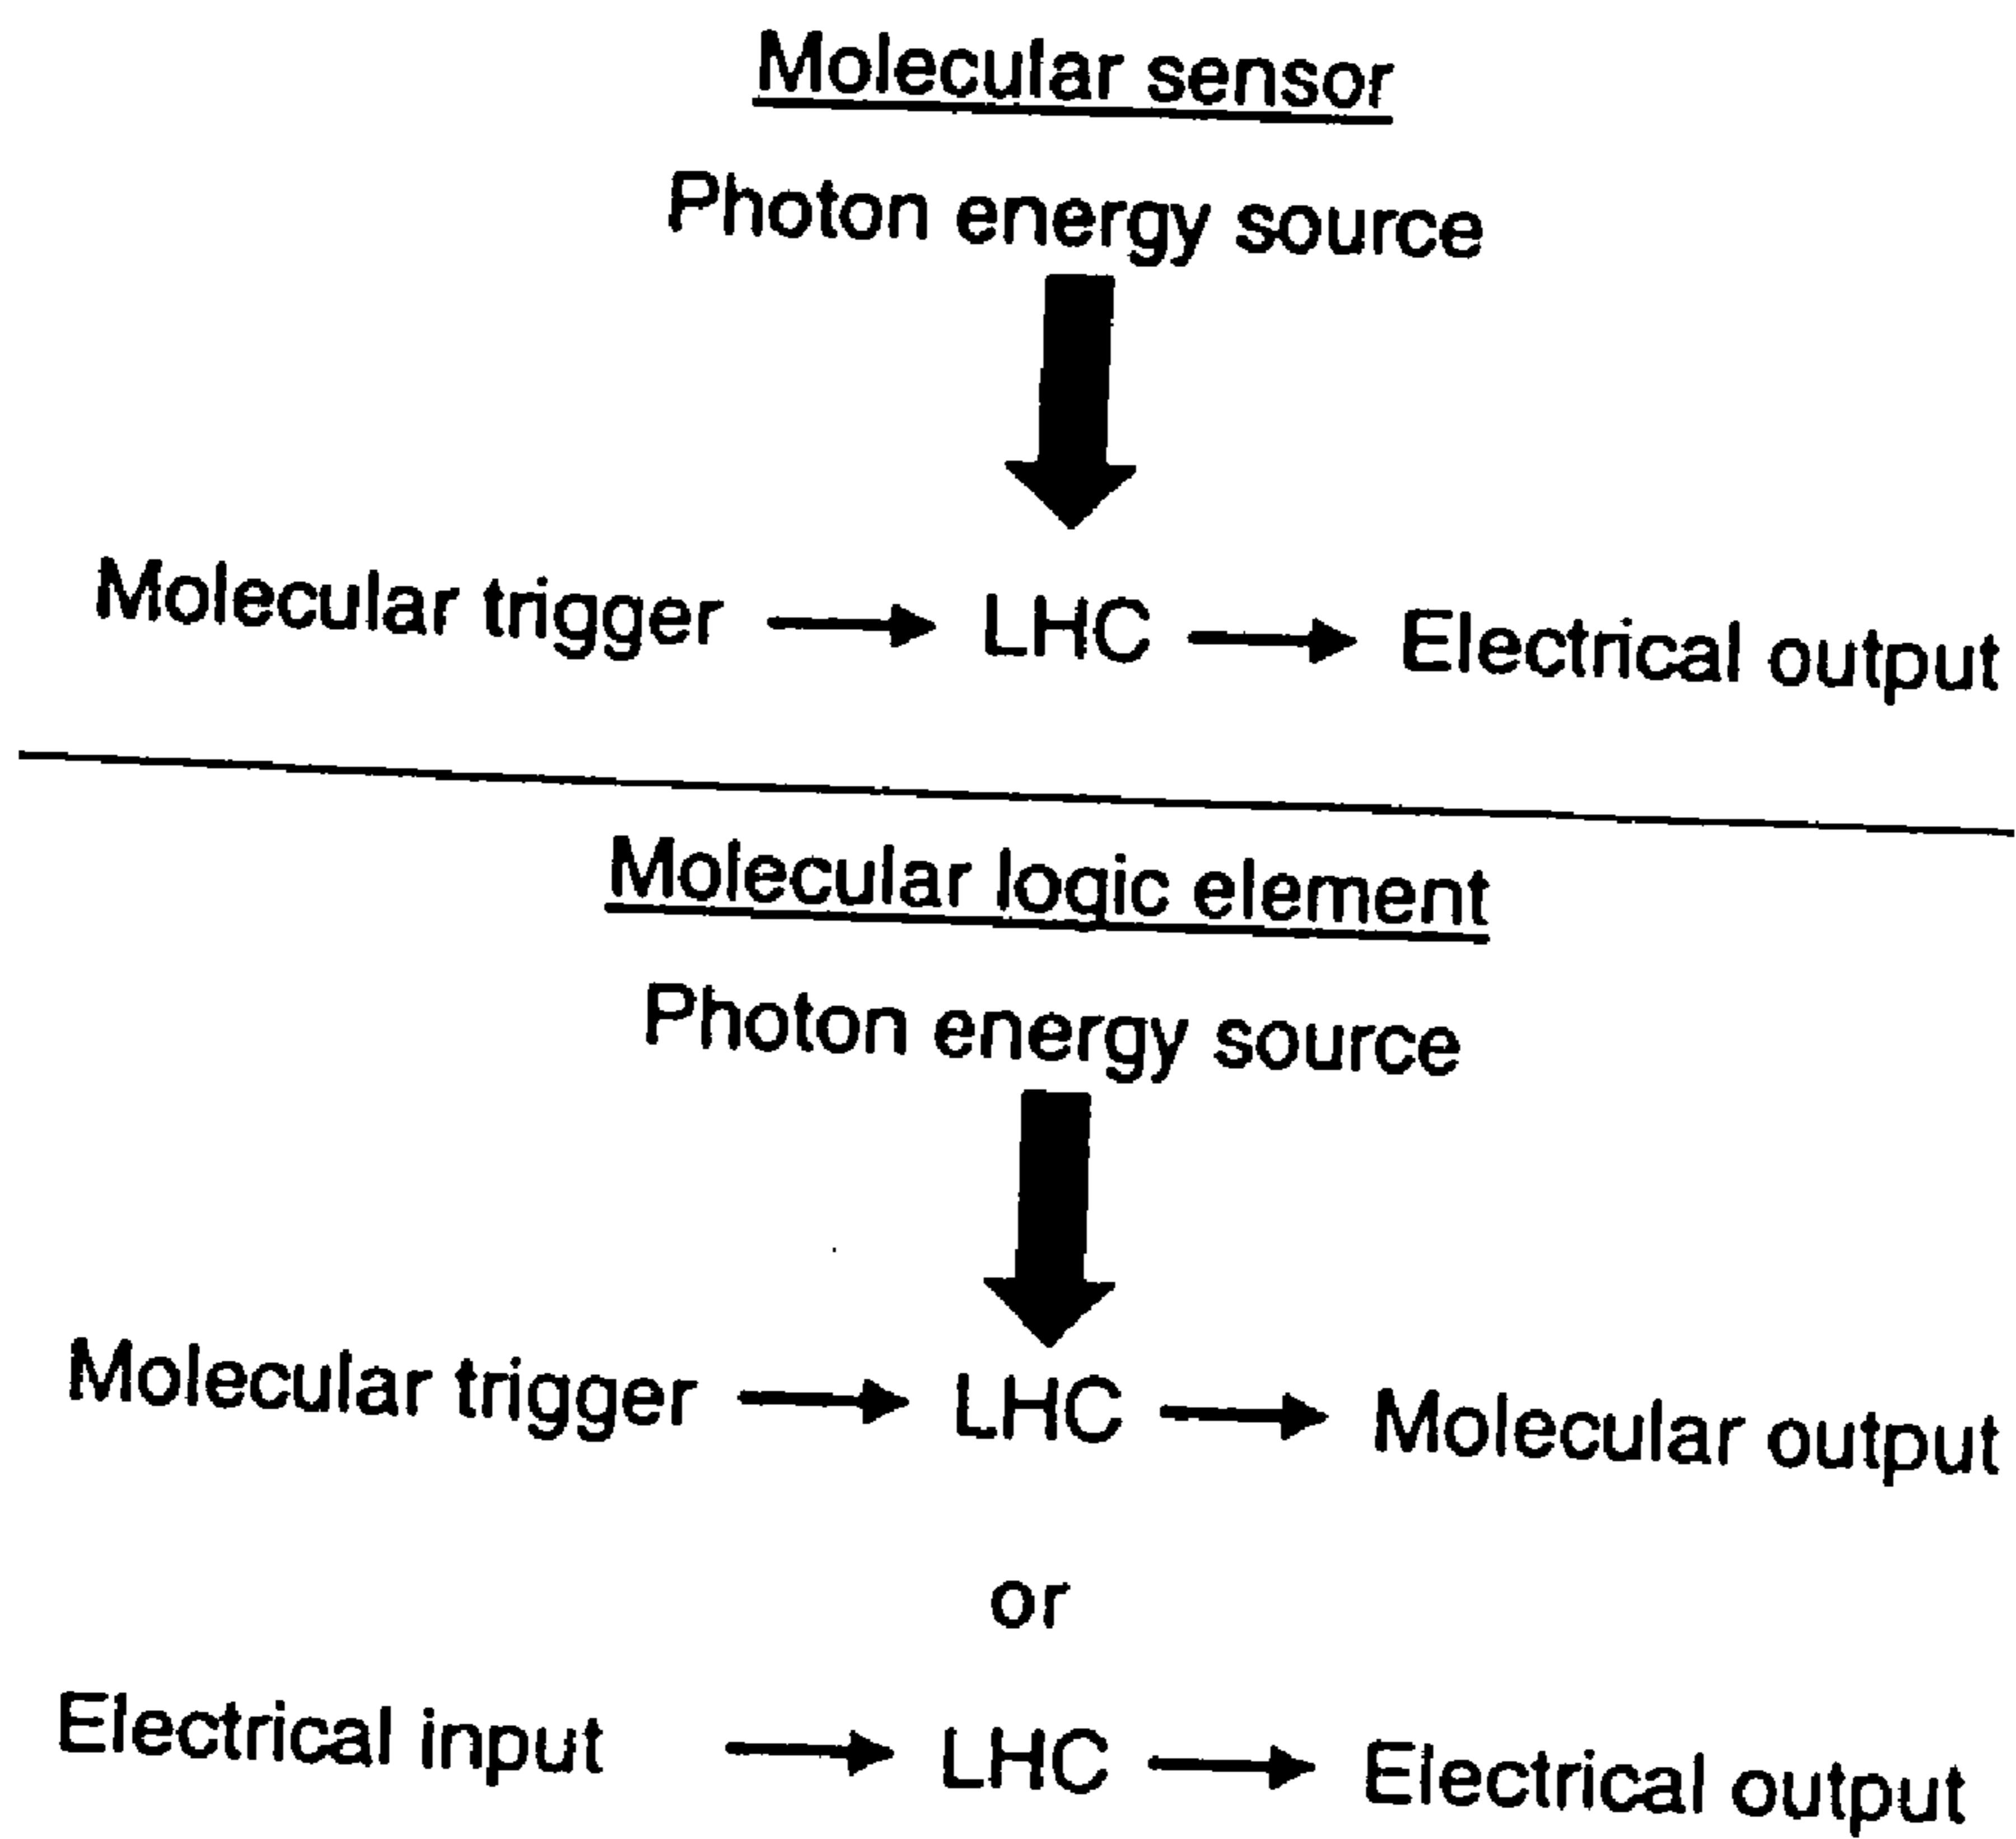 Molecular sensor
Photon energy source
Molecular trigger → LHC → Electrical output
Molecular logic element
Photon energy source
Molecular trigger → LHC → Molecular output
or
Electrical input → LHC → Electrical output